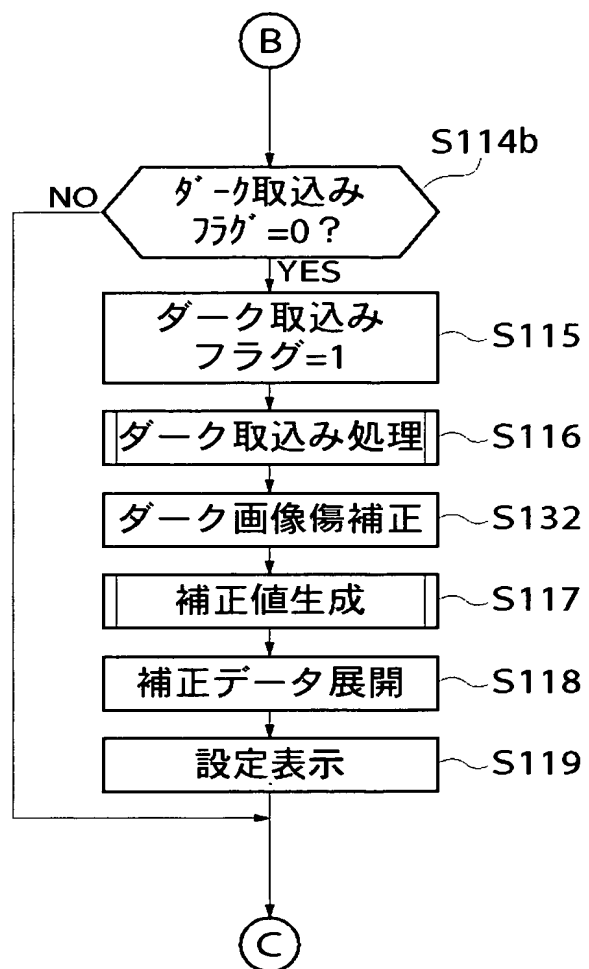 B
S114b
NO
ﾀﾞｰｸ取込み
ﾌﾗｸﾞ=0?
YES
ダーク取込み
フラグ=1
S115
ダーク取込み処理
S116
ダーク画像傷補正
S132
補正値生成
S117
補正データ展開
S118
設定表示
S119
C